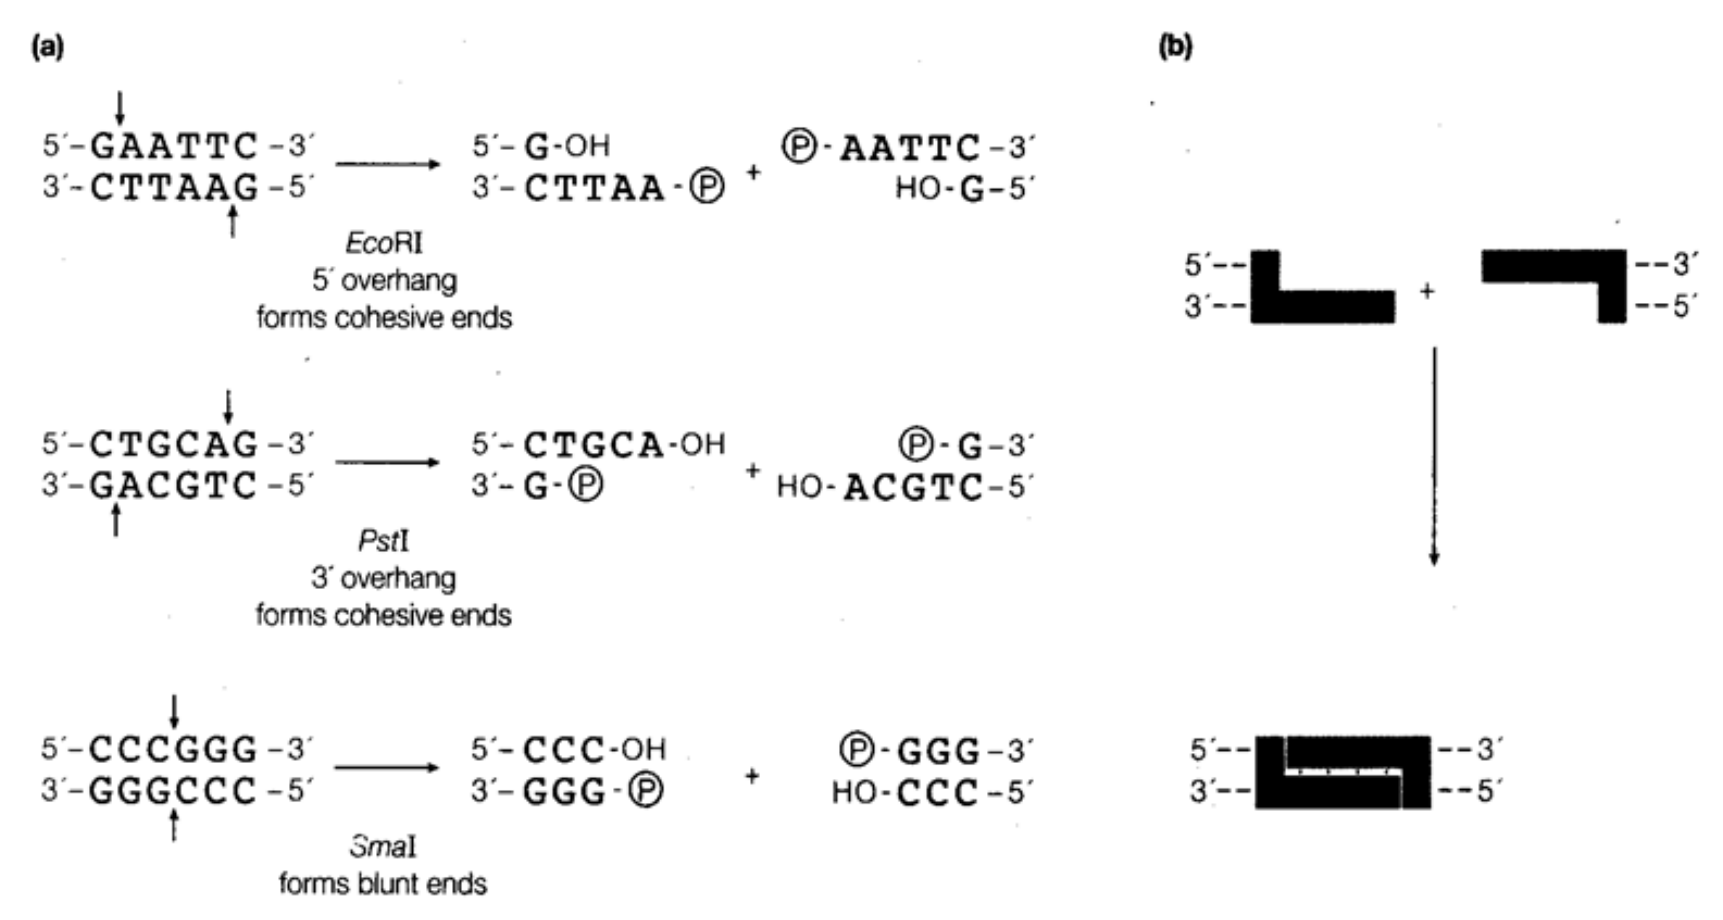 (a)
5´-GAATTC-3´
3´-CTTAAG-5´
5´-G-OH
3´-CTTAA-Ⓟ
+
Ⓟ-AATTC-3´
HO-G-5´
EcoRI
5´ overhang
forms cohesive ends
5´-CTGCAG-3´
3´-GACGTC-5´
5´-CTGCA-OH
3´-G-Ⓟ
+
Ⓟ-G-3´
HO-ACGTC-5´
PstI
3´ overhang
forms cohesive ends
5´-CCCGGG-3´
3´-GGGCCC-5´
5´-CCC-OH
3´-GGG-Ⓟ
+
Ⓟ-GGG-3´
HO-CCC-5´
SmaI
forms blunt ends
(b)
5´-- --3´
+
3´-- --5´
5´-- --3´
3´-- --5´